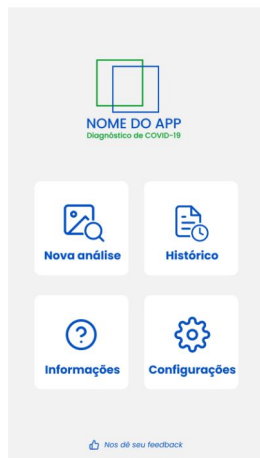 NOME DO APP
Diagnóstico de COVID-19
Nova análise
Histórico
Informações
Configurações
Nos dê seu feedback